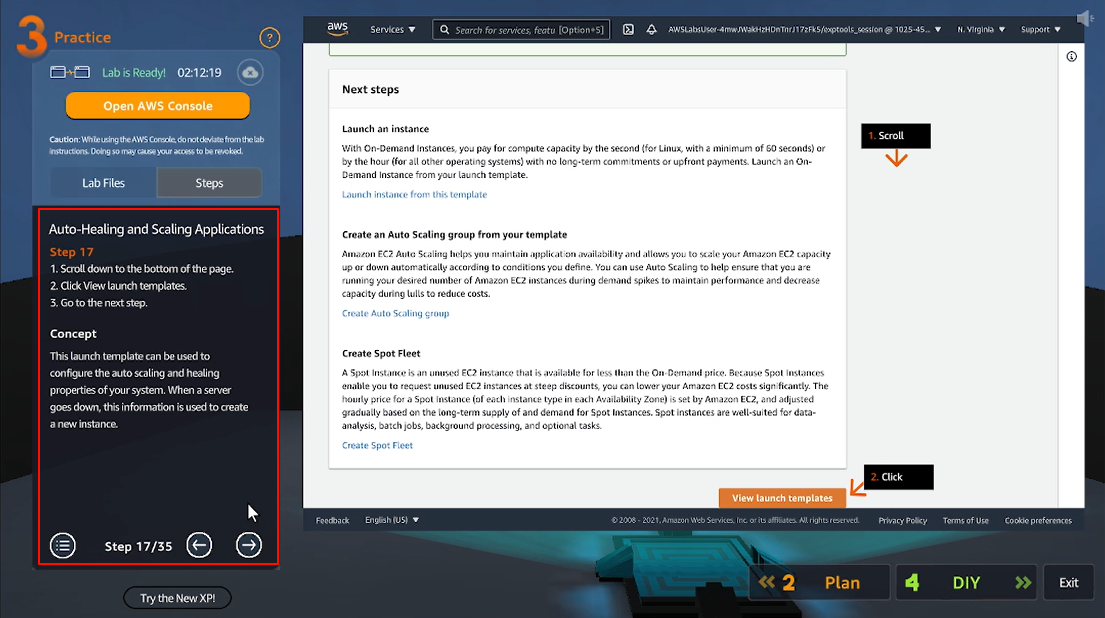 3 Practice
?
Lab is Ready! 02:12:19
Open AWS Console
Caution: While using the AWS Console, do not deviate from the lab
instructions. Doing so may cause your access to be revoked.
Lab Files
Steps
Auto-Healing and Scaling Applications
Step 17
1. Scroll down to the bottom of the page.
2. Click View launch templates.
3. Go to the next step.
Concept
This launch template can be used to
configure the auto scaling and healing
properties of your system. When a server
goes down, this information is used to create
a new instance.
Step 17/35
Try the New XP!
aws
Services
Search for services, featu [Option+S]
N. Virginia
Support
Next steps
Launch an instance
With On-Demand Instances, you pay for compute capacity by the second (for Linux, with a minimum of 60 seconds) or
by the hour (for all other operating systems) with no long-term commitments or upfront payments. Launch an On-
Demand Instance from your launch template.
Launch instance from this template
Create an Auto Scaling group from your template
Amazon EC2 Auto Scaling helps you maintain application availability and allows you to scale your Amazon EC2 capacity
up or down automatically according to conditions you define. You can use Auto Scaling to help ensure that you are
running your desired number of Amazon EC2 instances during demand spikes to maintain performance and decrease
capacity during lulls to reduce costs.
Create Auto Scaling group
Create Spot Fleet
A Spot Instance is an unused EC2 instance that is available for less than the On-Demand price. Because Spot Instances
enable you to request unused EC2 instances at steep discounts, you can lower your Amazon EC2 costs significantly. The
hourly price for a Spot Instance (of each instance type in each Availability Zone) is set by Amazon EC2, and adjusted
gradually based on the long-term supply of and demand for Spot Instances. Spot instances are well-suited for data-
analysis, batch jobs, background processing, and optional tasks.
Create Spot Fleet
View launch templates
1. Scroll
2. Click
Feedback English (US)
© 2008 - 2021, Amazon Web Services, Inc. or its affiliates. All rights reserved. Privacy Policy Terms of Use Cookie preferences
2 Plan
4 DIY
Exit